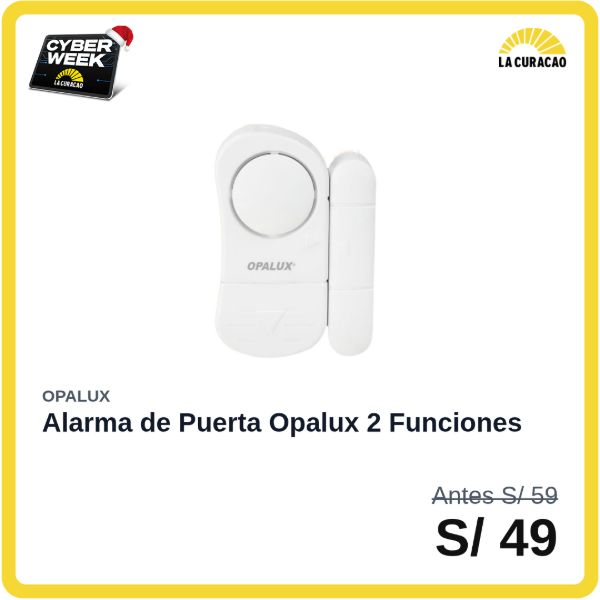 CYBER
WEEK
LA CURACAO
LA CURACAO
OPALUX®
OPALUX
Alarma de Puerta Opalux 2 Funciones
Antes S/ 59
S/ 49